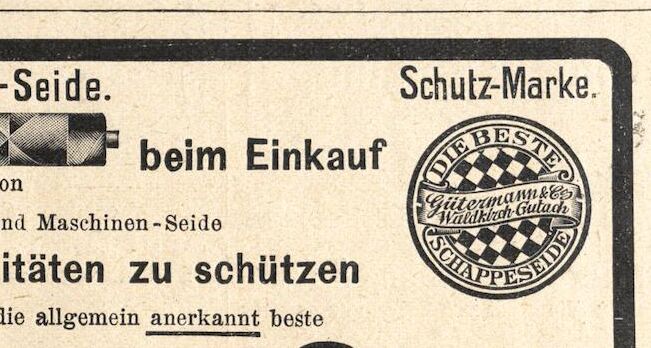 -Seide.
Schutz-Marke.
beim Einkauf
on
nd Maschinen-Seide
itäten zu schützen
die allgemein anerkannt beste
DIE BESTE
Gütermann & Co
Waldkirch-Gutach
SCHAPPESEIDE